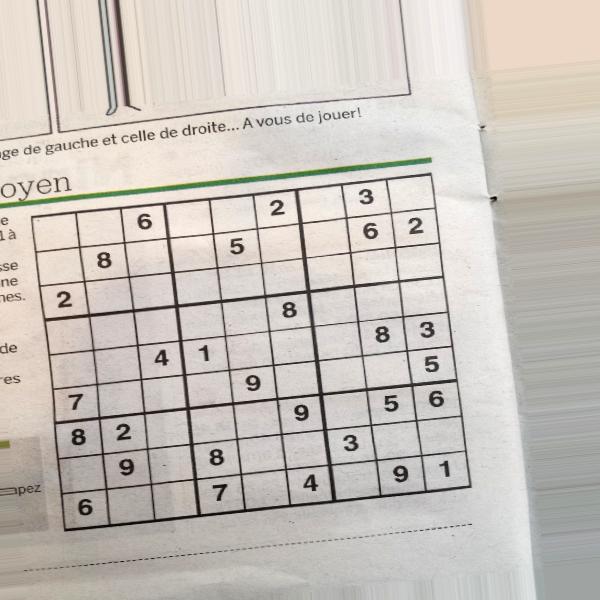 ge de gauche et celle de droite... A vous de jouer!
oyen
e
à
sse
ne
nes.
de
res
pez
6 2 3
8 5 6 2
2
8
4 1 8 3
7 9 5
8 2 9 5 6
9 8 3
6 7 4 9 1